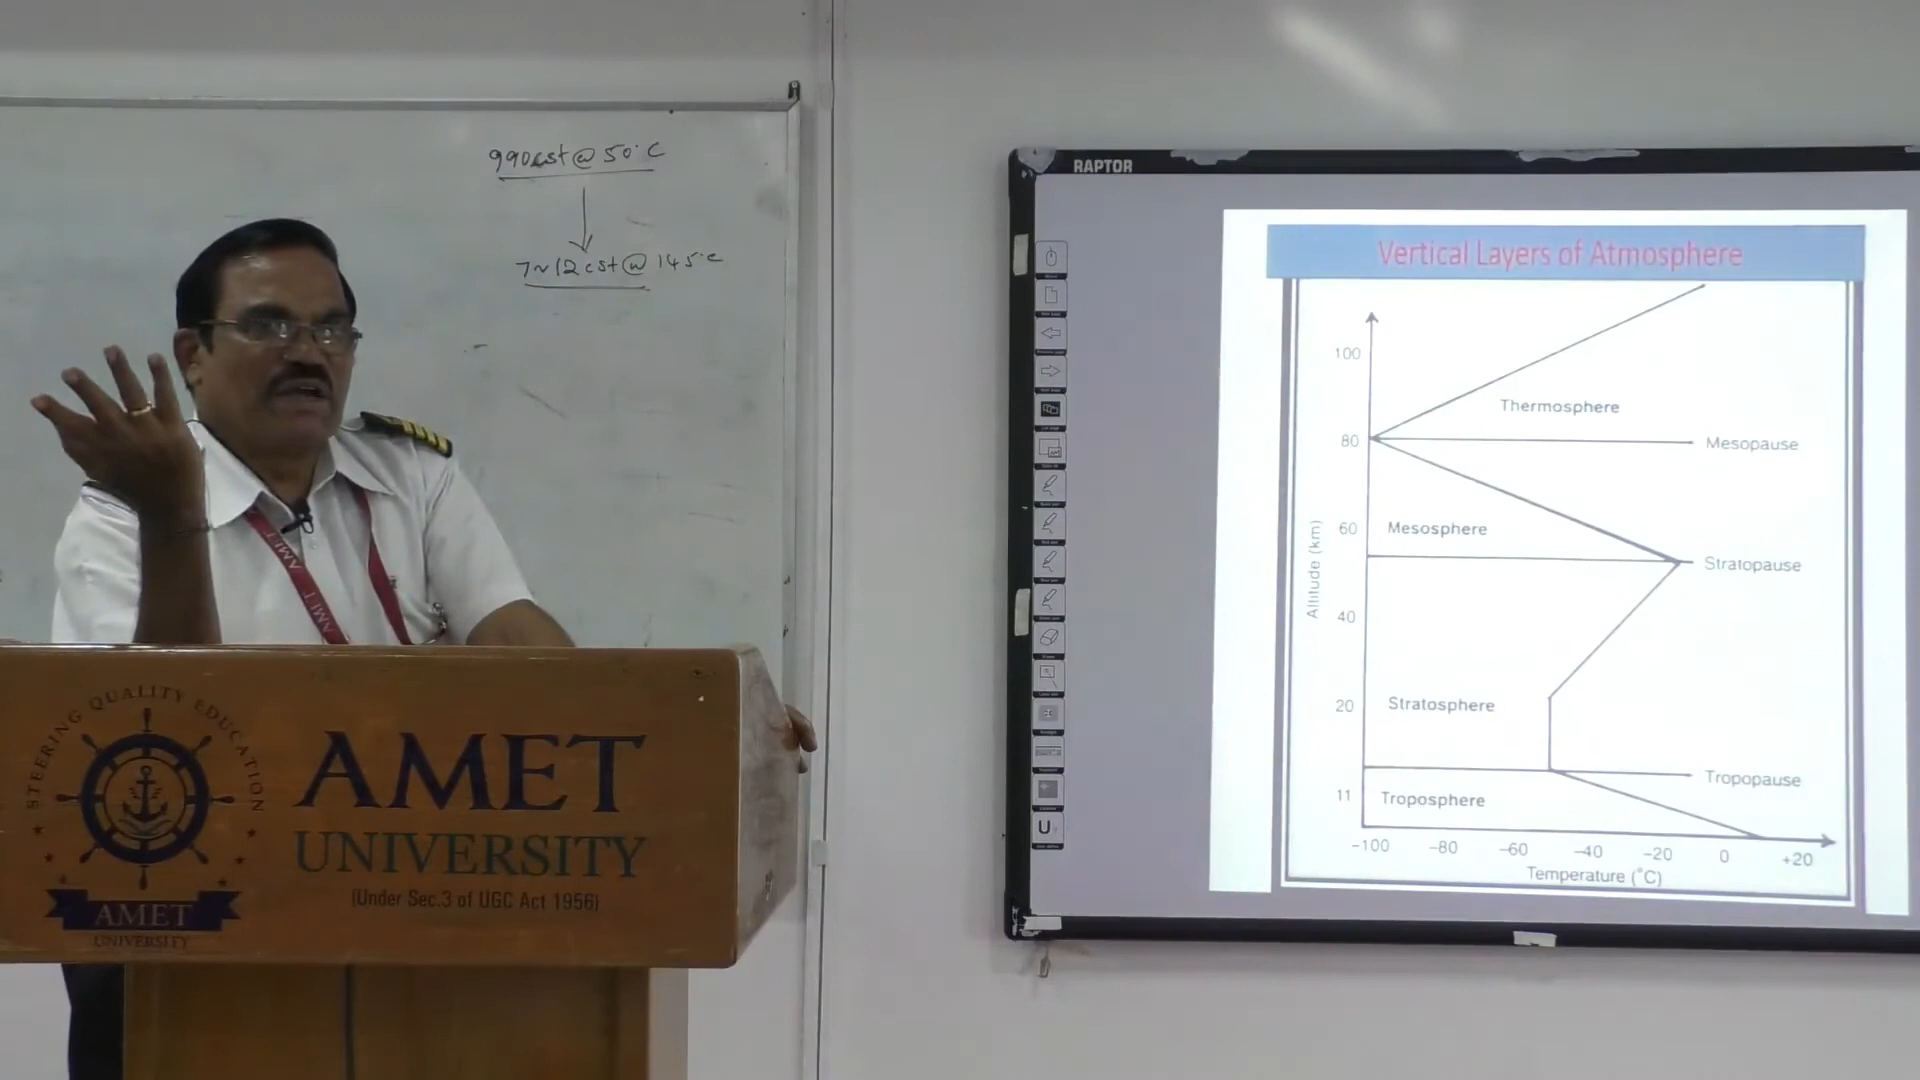 990cst@ 50°C
7~12cst@ 145°C
AMET
AMET
STEERING QUALITY EDUCATION
AMET
UNIVERSITY
AMET
UNIVERSITY
(Under Sec.3 of UGC Act 1956)
RAPTOR
Vertical Layers of Atmosphere
100
Thermosphere
80
Mesopause
60
Mesosphere
Stratopause
Altitude (km)
40
20
Stratosphere
Tropopause
11
Troposphere
-100 -80 -60 -40 -20 0 +20
Temperature (°C)